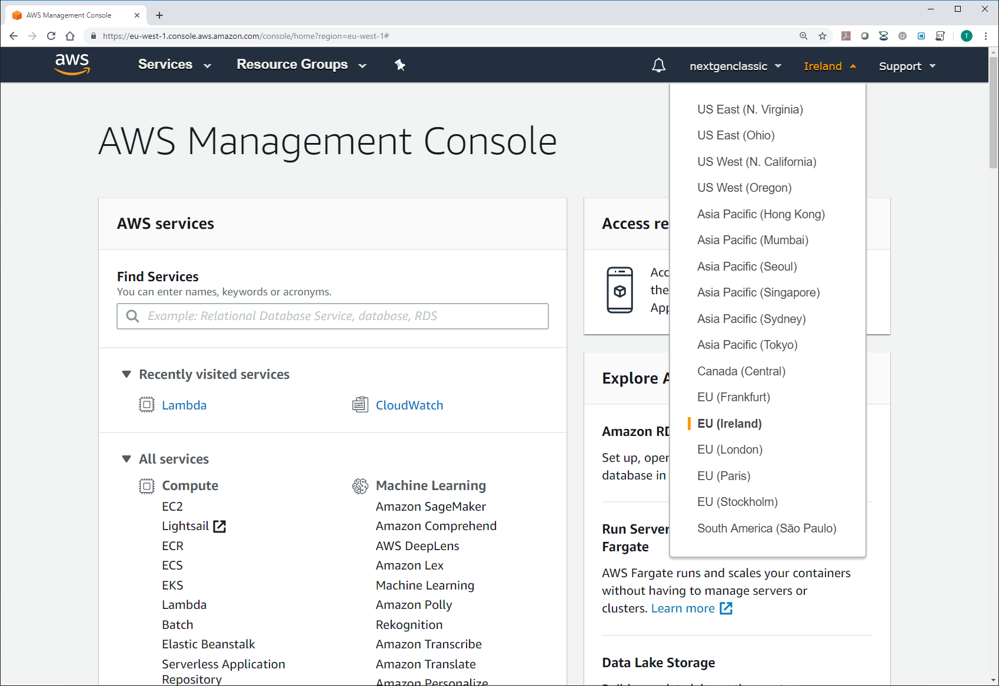 AWS Management Console
https://eu-west-1.console.aws.amazon.com/console/home?region=eu-west-1#
T
aws
Services
Resource Groups
nextgenclassic
Ireland
Support
AWS Management Console
AWS services
Find Services
You can enter names, keywords or acronyms.
Example: Relational Database Service, database, RDS
Recently visited services
Lambda
CloudWatch
All services
Compute
EC2
Lightsail
ECR
ECS
EKS
Lambda
Batch
Elastic Beanstalk
Serverless Application
Repository
Machine Learning
Amazon SageMaker
Amazon Comprehend
AWS DeepLens
Amazon Lex
Machine Learning
Amazon Polly
Rekognition
Amazon Transcribe
Amazon Translate
Amazon Personalize
Access re
Acc
the
App
Explore A
Amazon RD
Set up, oper
database in
Run Server
Fargate
AWS Fargate runs and scales your containers
without having to manage servers or
clusters. Learn more
Data Lake Storage
US East (N. Virginia)
US East (Ohio)
US West (N. California)
US West (Oregon)
Asia Pacific (Hong Kong)
Asia Pacific (Mumbai)
Asia Pacific (Seoul)
Asia Pacific (Singapore)
Asia Pacific (Sydney)
Asia Pacific (Tokyo)
Canada (Central)
EU (Frankfurt)
EU (Ireland)
EU (London)
EU (Paris)
EU (Stockholm)
South America (São Paulo)